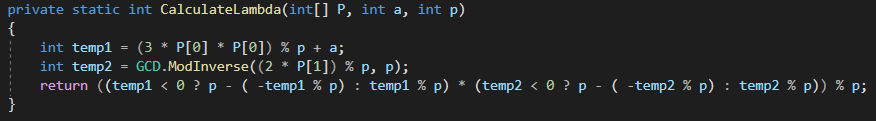 private static int CalculateLambda(int[] P, int a, int p)
{
    int temp1 = (3 * P[0] * P[0]) % p + a;
    int temp2 = GCD.ModInverse((2 * P[1]) % p, p);
    return ((temp1 < 0 ? p - ( -temp1 % p) : temp1 % p) * (temp2 < 0 ? p - ( -temp2 % p) : temp2 % p)) % p;
}